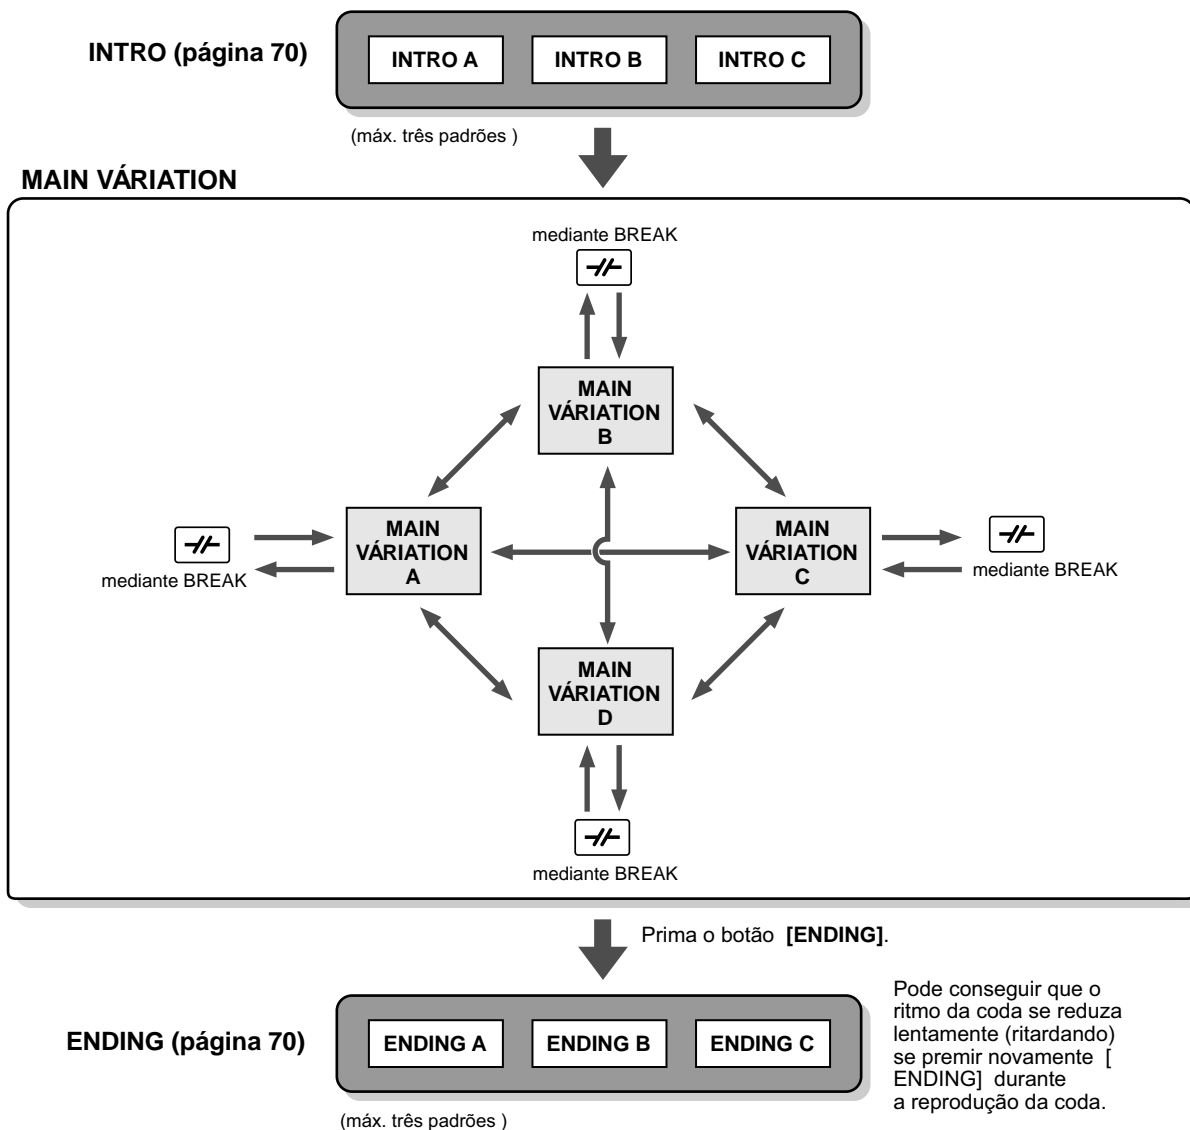 INTRO (página 70)
INTRO A
INTRO B
INTRO C
(máx. três padrões )
MAIN VÁRIATION
mediante BREAK
MAIN
VÁRIATION
B
mediante BREAK
MAIN
VÁRIATION
A
MAIN
VÁRIATION
C
mediante BREAK
MAIN
VÁRIATION
D
mediante BREAK
Prima o botão [ENDING].
ENDING (página 70)
ENDING A
ENDING B
ENDING C
(máx. três padrões )
Pode conseguir que o
ritmo da coda se reduza
lentamente (ritardando)
se premir novamente [
ENDING] durante
a reprodução da coda.